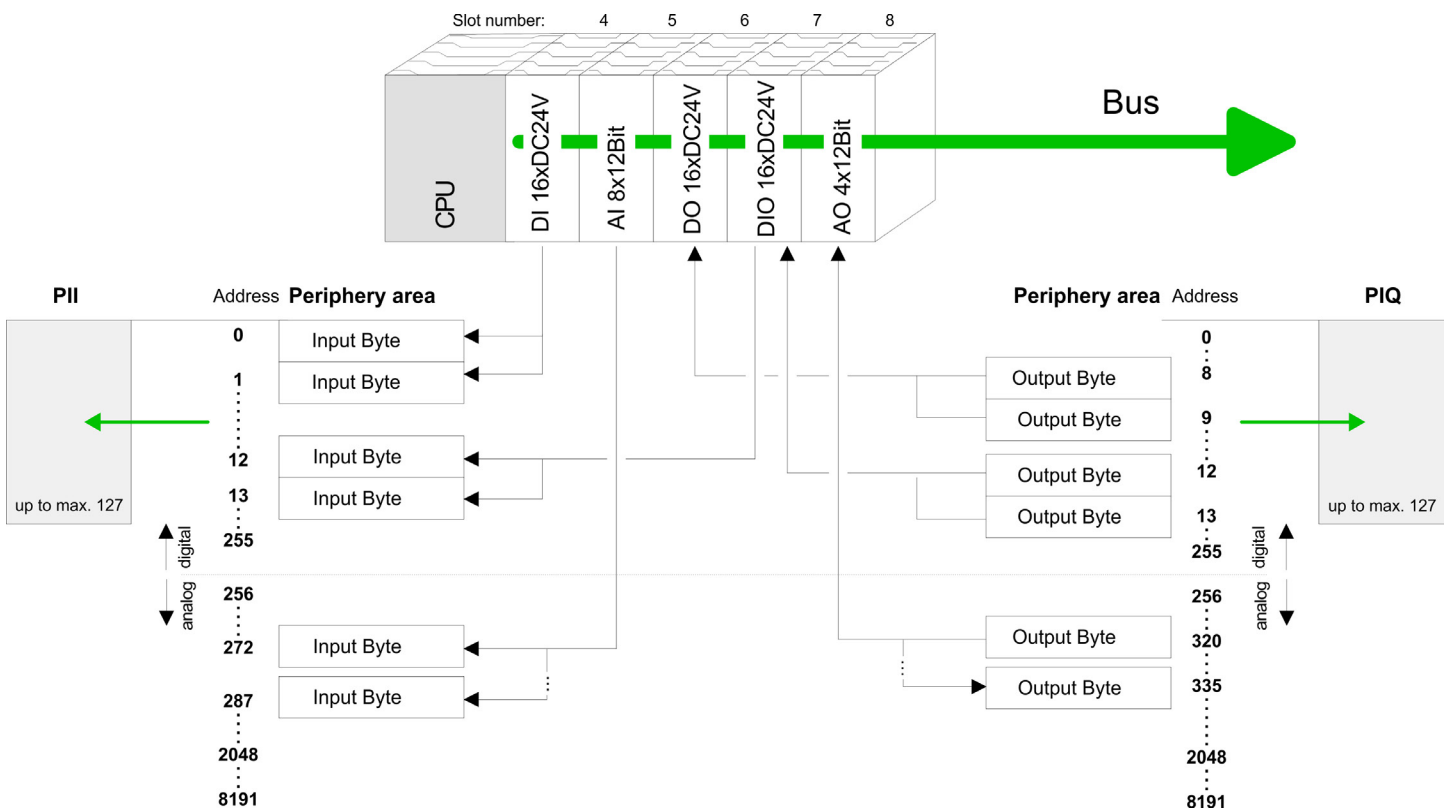 Slot number: 4 5 6 7 8
Bus
CPU
DI 16xDC24V
AI 8x12Bit
DO 16xDC24V
DIO 16xDC24V
AO 4x12Bit
PII
Address
Periphery area
0
Input Byte
1
Input Byte
12
Input Byte
13
Input Byte
255
up to max. 127
digital
analog
256
272
Input Byte
287
Input Byte
2048
8191
Periphery area
Address
PIQ
0
Output Byte
8
Output Byte
9
Output Byte
12
Output Byte
13
255
up to max. 127
digital
analog
256
Output Byte
320
Output Byte
335
2048
8191